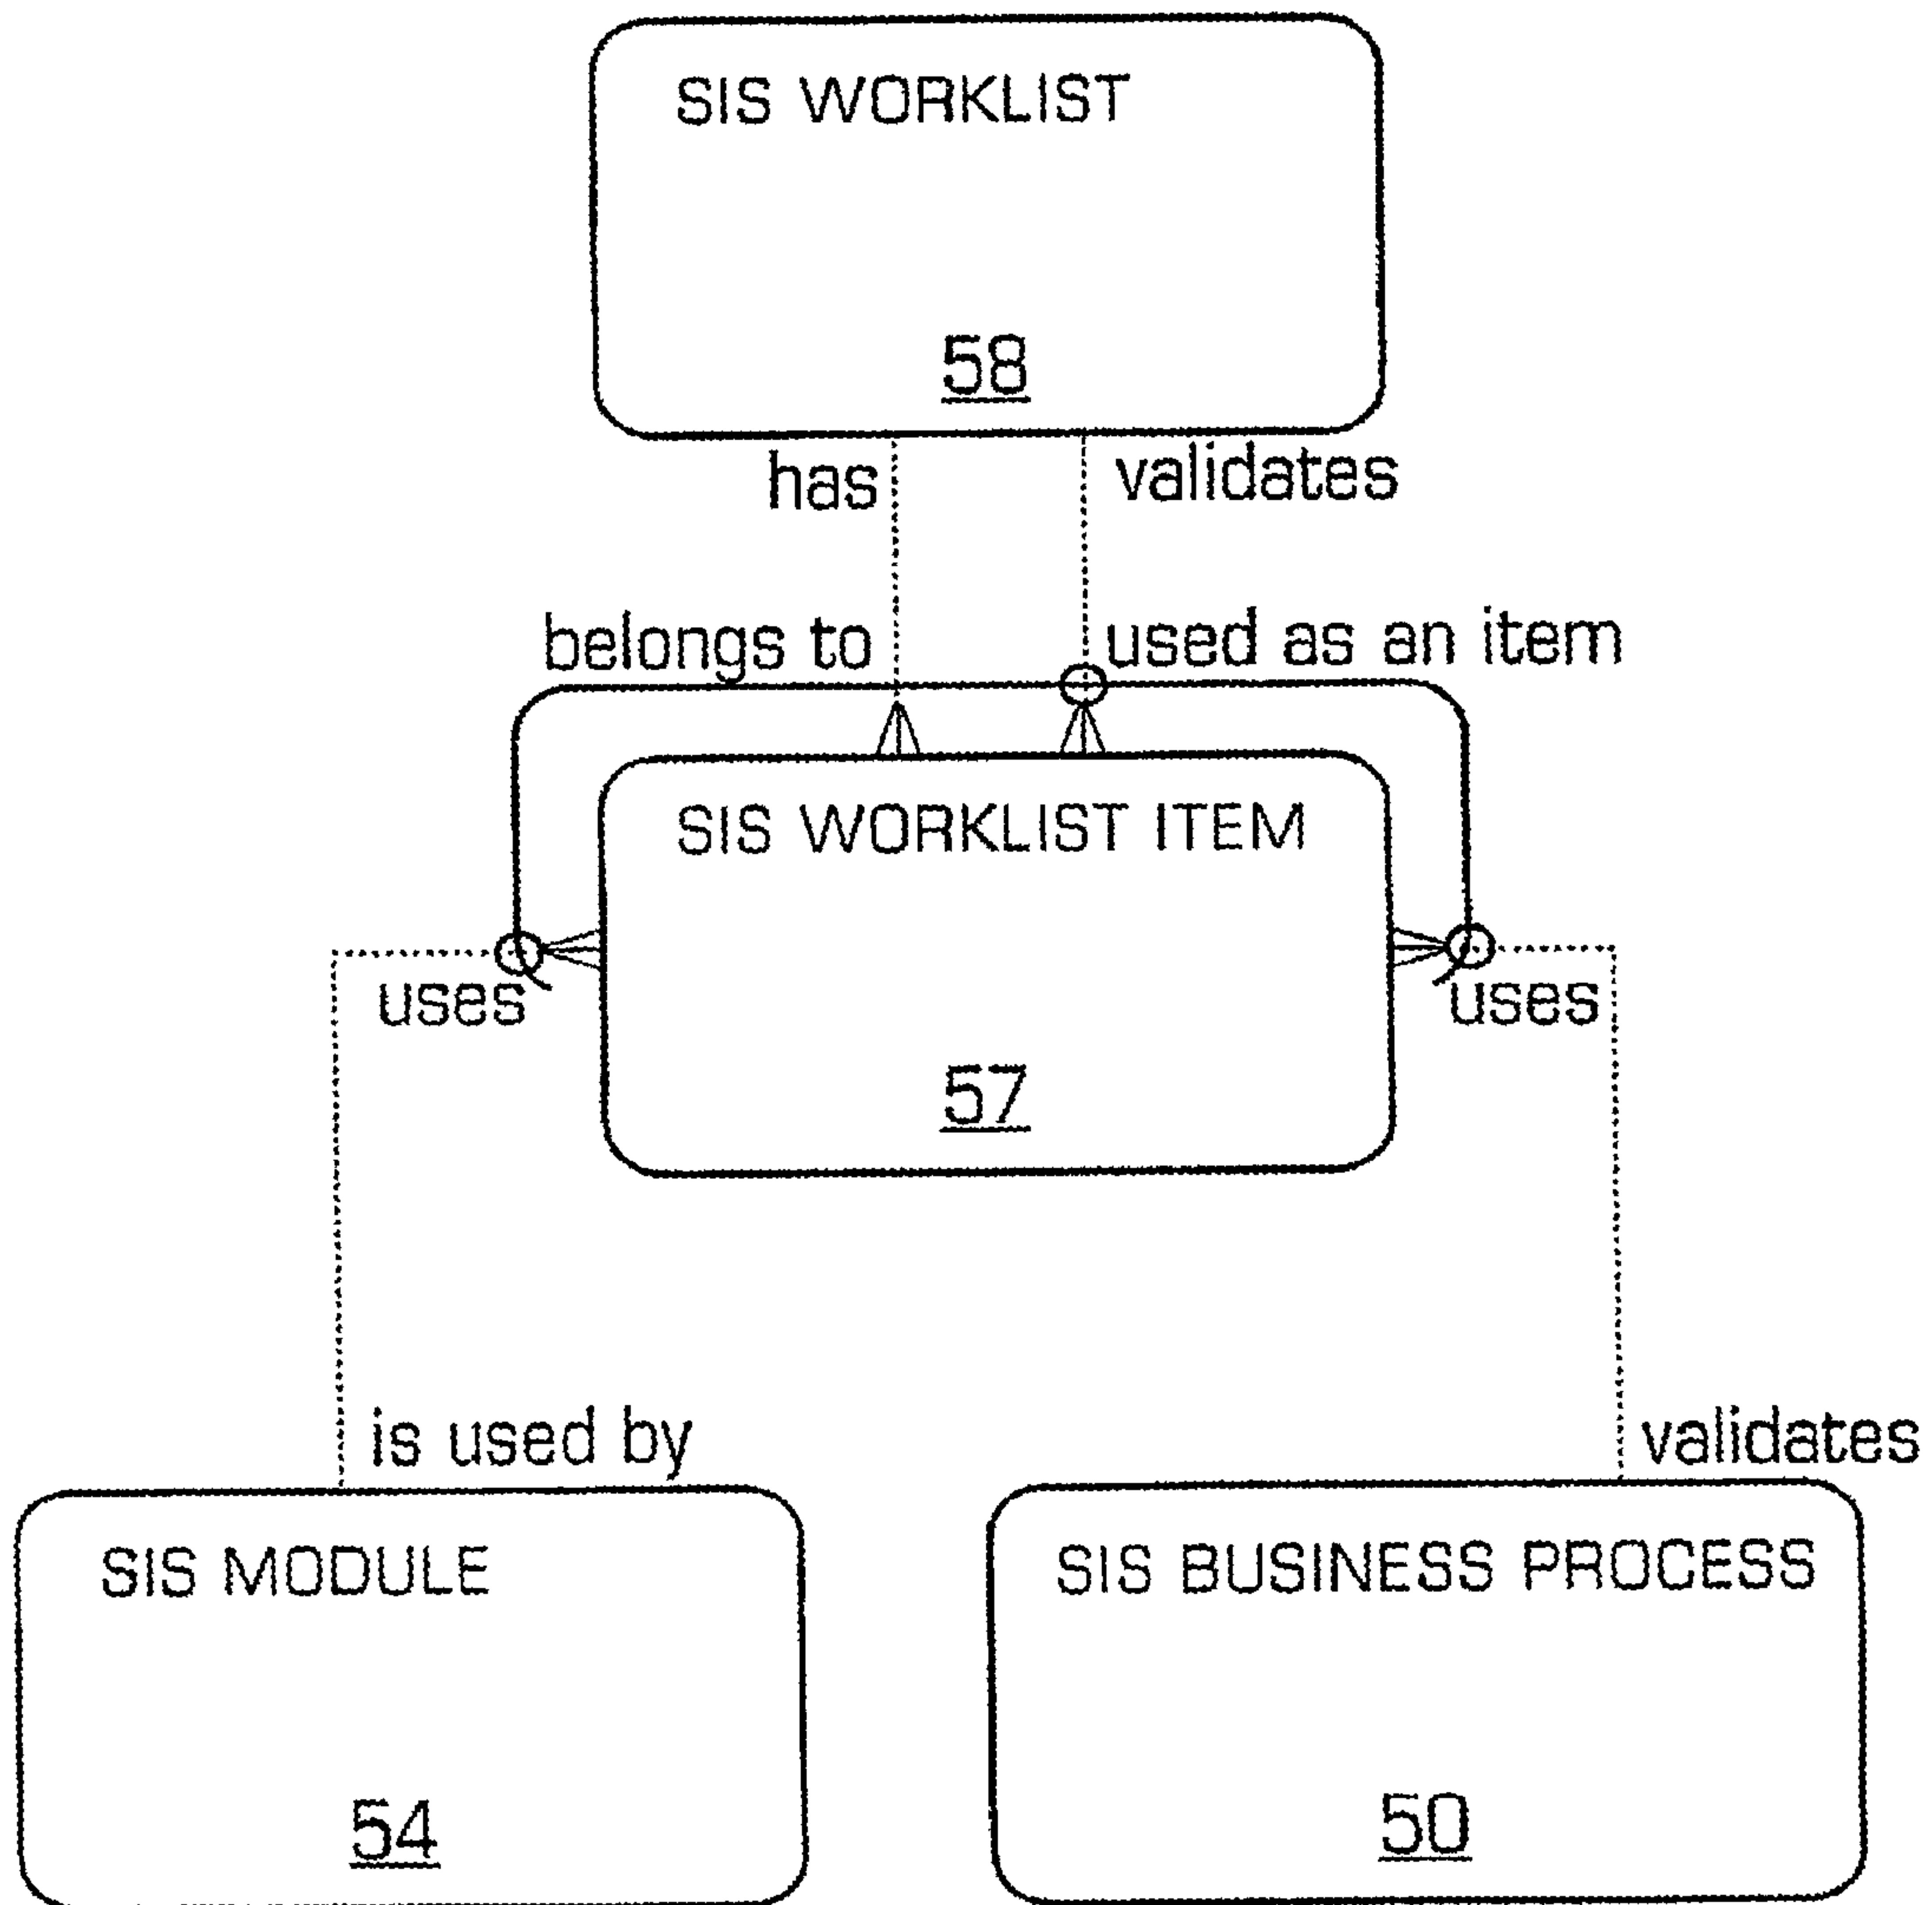 SIS WORKLIST
58
has
validates
belongs to
used as an item
SIS WORKLIST ITEM
uses
uses
57
is used by
validates
SIS MODULE
SIS BUSINESS PROCESS
54
50